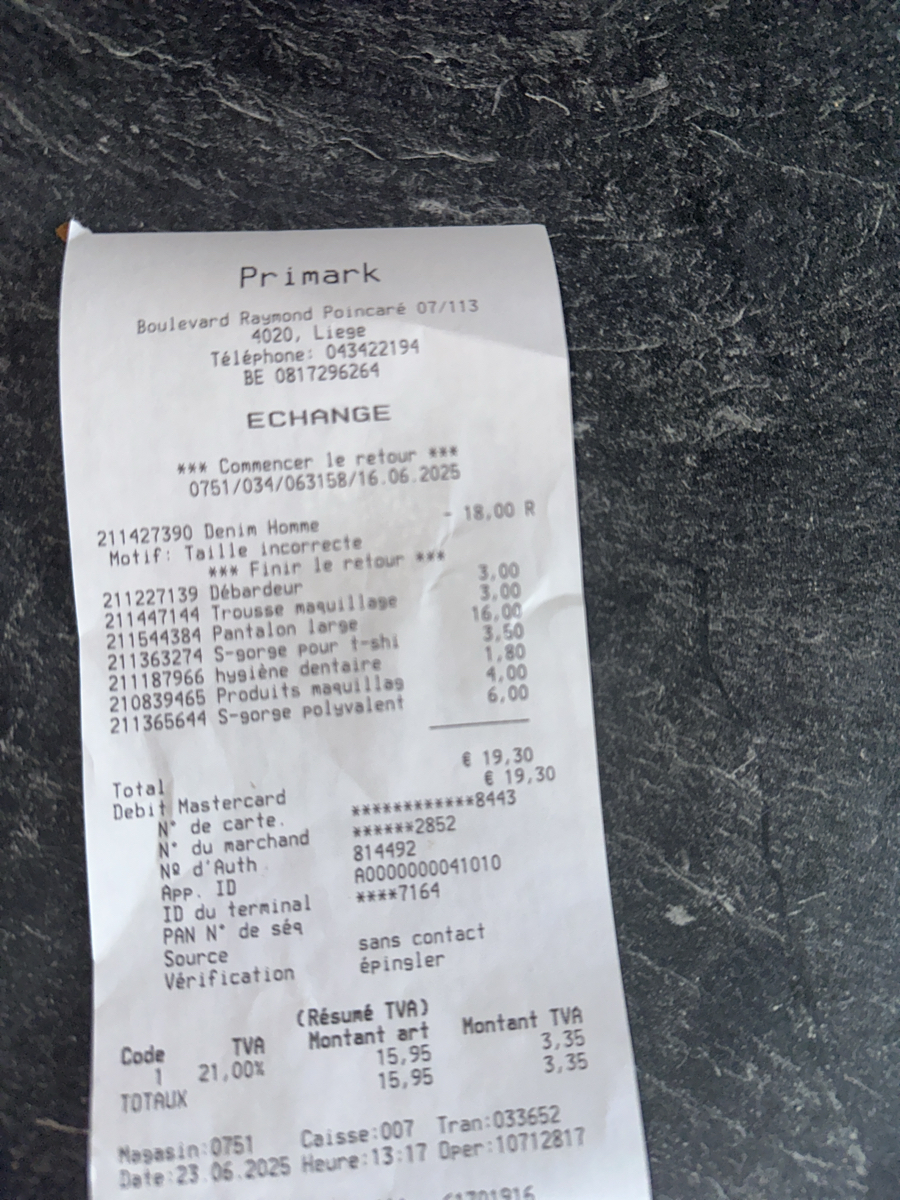 Primark
Boulevard Raymond Poincaré 07/113
4020, Liege
Téléphone: 043422194
BE 0817296264
ECHANGE
*** Commencer le retour ***
0751/034/063158/16.06.2025
211427390 Denim Homme - 18,00 R
Motif: Taille incorrecte
*** Finir le retour ***
211227139 Débardeur 3,00
211447144 Trousse maquillage 3,00
211544384 Pantalon large 16,00
211363274 S-gorge pour t-shi 3,50
211187966 hygiène dentaire 1,80
210839465 Produits maquillag 4,00
211365644 S-gorge polyvalent 6,00
Total € 19,30
Debit Mastercard € 19,30
N° de carte. ************8443
N° du marchand ******2852
Nº d'Auth 814492
App. ID A0000000041010
ID du terminal ****7164
PAN N° de séq
Source sans contact
Vérification épingler
(Résumé TVA)
Code TVA Montant art Montant TVA
1 21,00% 15,95 3,35
TOTAUX 15,95 3,35
Magasin:0751 Caisse:007 Tran:033652
Date:23.06.2025 Heure:13:17 Oper:10712817